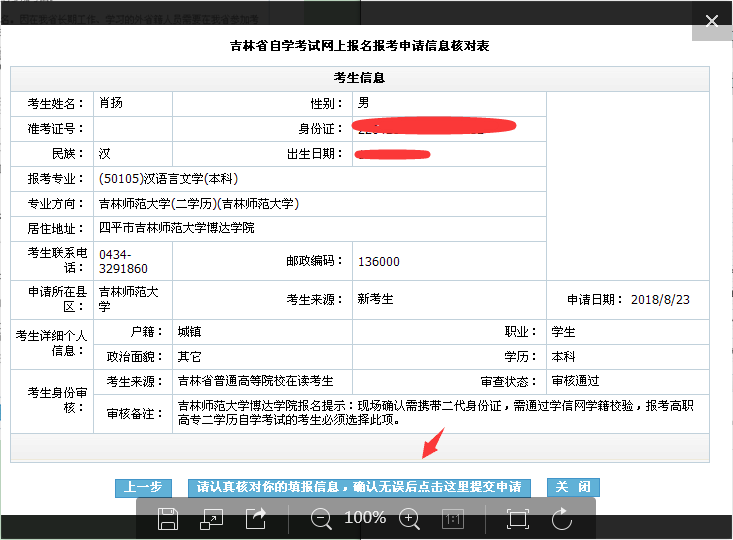 吉林省自学考试网上报名报考申请信息核对表
考生信息
考生姓名： 肖扬 性别： 男
准考证号： 身份证：
民族： 汉 出生日期：
报考专业： (50105)汉语言文学(本科)
专业方向： 吉林师范大学(二学历)(吉林师范大学)
居住地址： 四平市吉林师范大学博达学院
考生联系电
话：
0434-
3291860
邮政编码： 136000
申请所在县
区：
吉林师范大
学
考生来源： 新考生 申请日期： 2018/8/23
考生详细个人
信息：
户籍： 城镇 职业： 学生
政治面貌： 其它 学历： 本科
考生身份审
核：
考生来源： 吉林省普通高等院校在读考生 审查状态： 审核通过
审核备注：
吉林师范大学博达学院报名提示：现场确认需携带二代身份证，需通过学信网学籍校验，报考高职
高专二学历自学考试的考生必须选择此项。
上一步 请认真核对你的填报信息，确认无误后点击这里提交申请 关 闭
100% 1:1